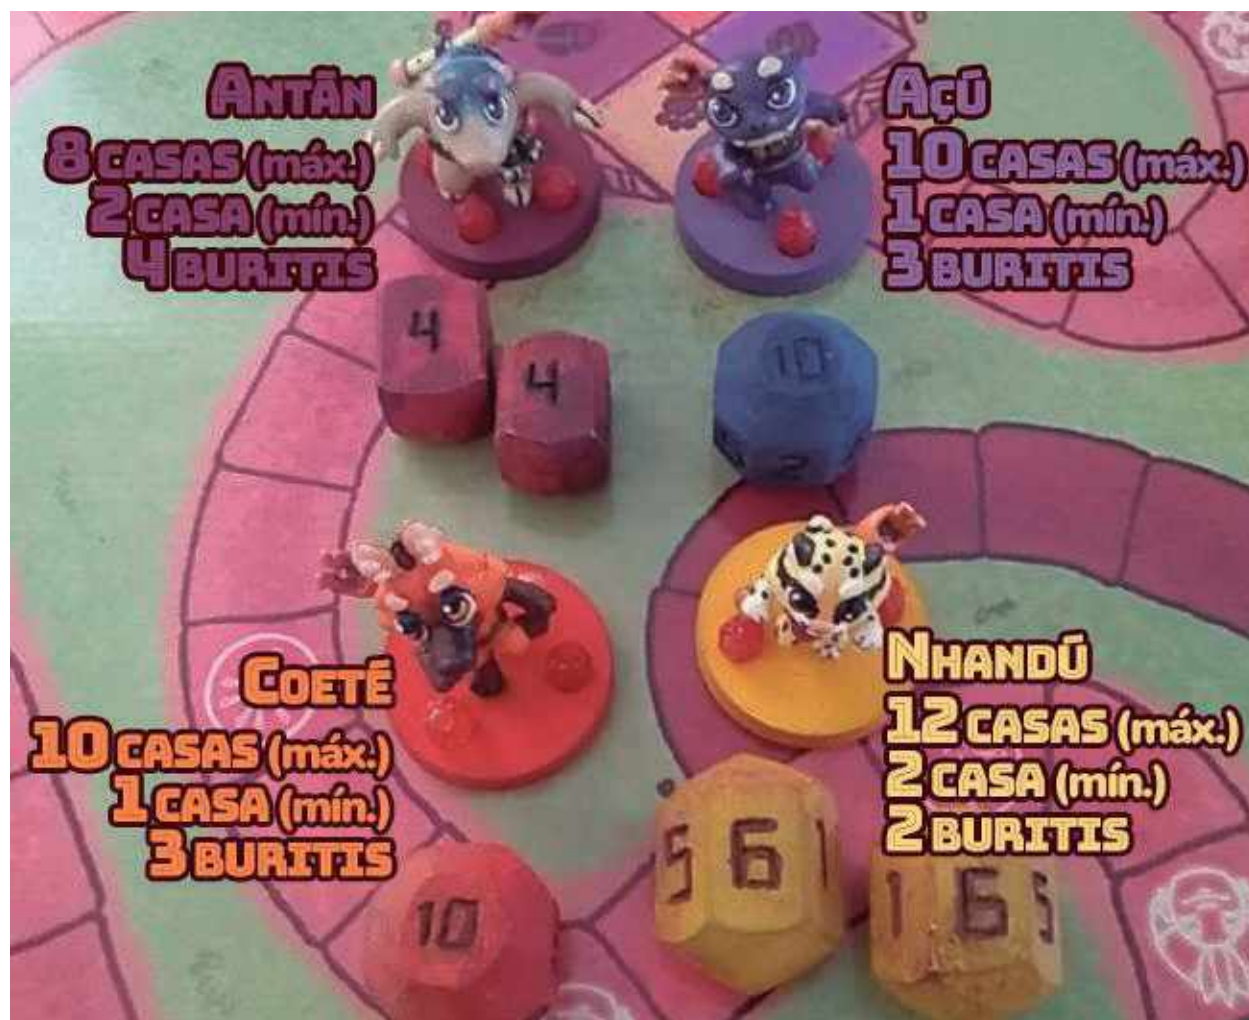 ANTÃN
8 CASAS (máx.)
2 CASA (mín.)
4 BURITIS
AÇÚ
10 CASAS (máx.)
1 CASA (mín.)
3 BURITIS
4
4
10
2
COETÉ
10 CASAS (máx.)
1 CASA (mín.)
3 BURITIS
NHANDÚ
12 CASAS (máx.)
2 CASA (mín.)
2 BURITIS
10
5 6 1
1 6 5